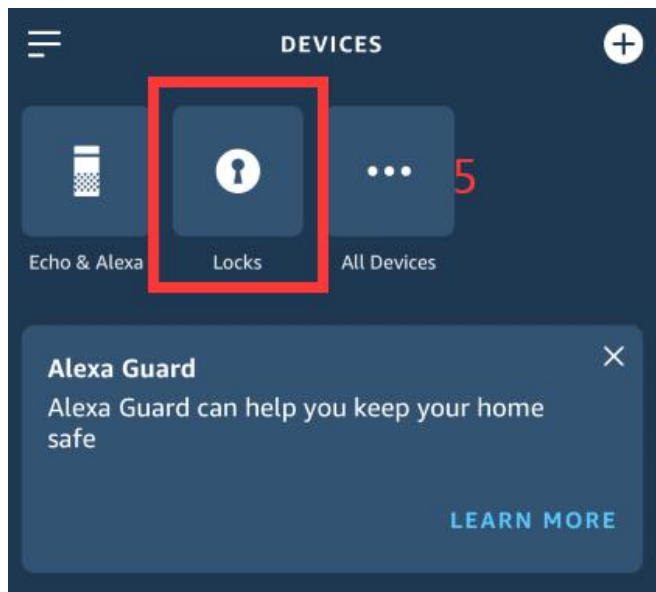 DEVICES
5
Echo & Alexa
Locks
All Devices
Alexa Guard
Alexa Guard can help you keep your home
safe
LEARN MORE